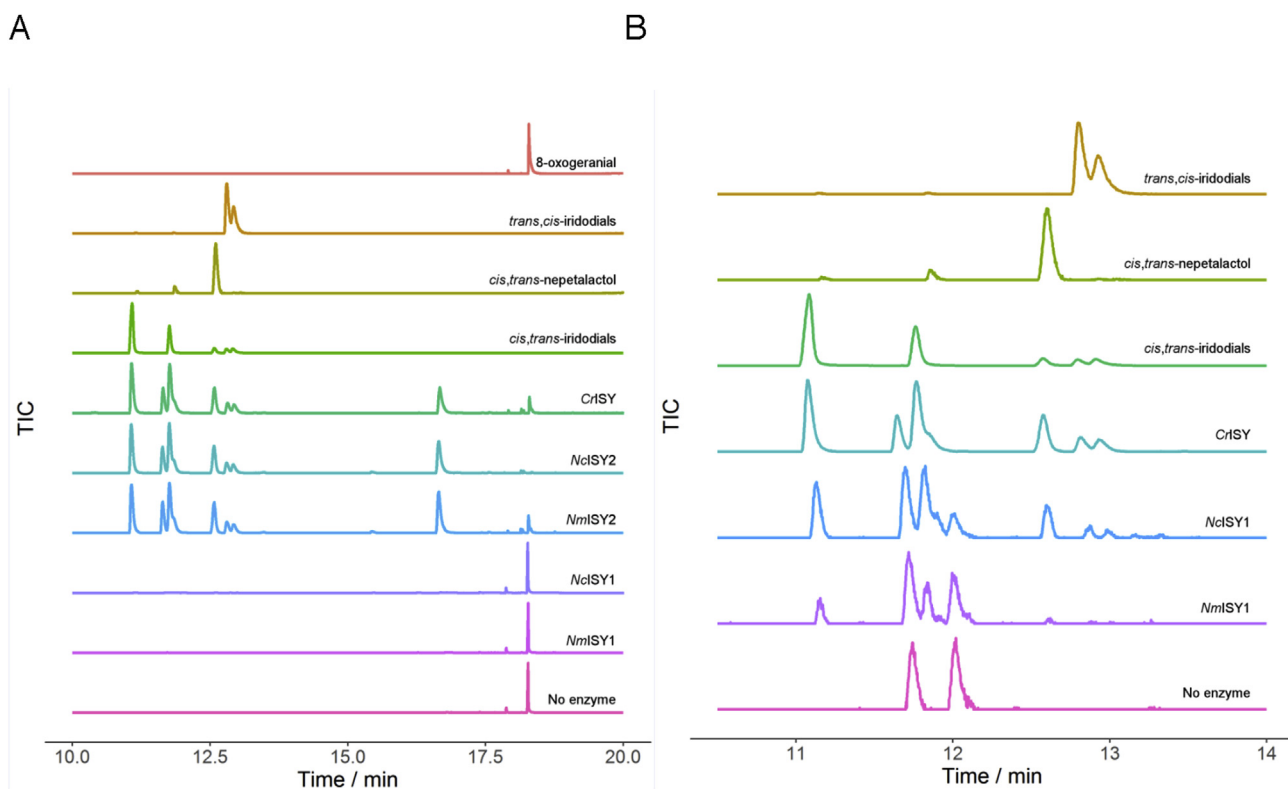 A
8-oxogeranial
trans,cis-iridodials
cis,trans-nepetalactol
cis,trans-iridodials
CrISY
NcISY2
NmISY2
NcISY1
NmISY1
No enzyme
TIC
10.0 12.5 15.0 17.5 20.0
Time / min
B
trans,cis-iridodials
cis,trans-nepetalactol
cis,trans-iridodials
CrISY
NcISY1
NmISY1
No enzyme
TIC
11 12 13 14
Time / min